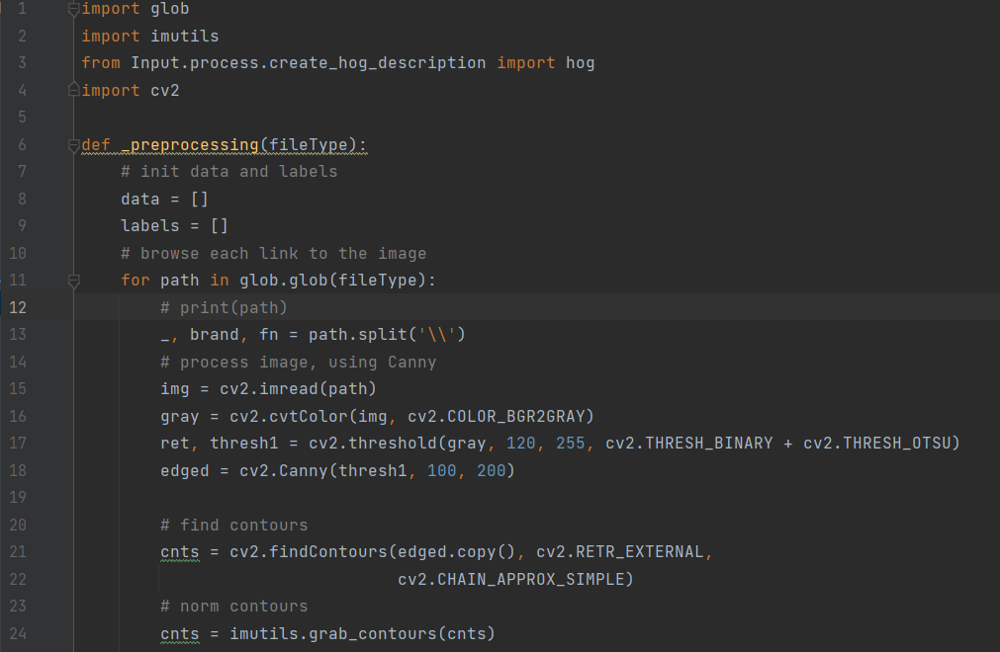 1 import glob
2 import imutils
3 from Input.process.create_hog_description import hog
4 import cv2
5
6 def _preprocessing(fileType):
7     # init data and labels
8     data = []
9     labels = []
10     # browse each link to the image
11     for path in glob.glob(fileType):
12         # print(path)
13         _, brand, fn = path.split('\\')
14         # process image, using Canny
15         img = cv2.imread(path)
16         gray = cv2.cvtColor(img, cv2.COLOR_BGR2GRAY)
17         ret, thresh1 = cv2.threshold(gray, 120, 255, cv2.THRESH_BINARY + cv2.THRESH_OTSU)
18         edged = cv2.Canny(thresh1, 100, 200)
19
20         # find contours
21         cnts = cv2.findContours(edged.copy(), cv2.RETR_EXTERNAL,
22                                 cv2.CHAIN_APPROX_SIMPLE)
23         # norm contours
24         cnts = imutils.grab_contours(cnts)